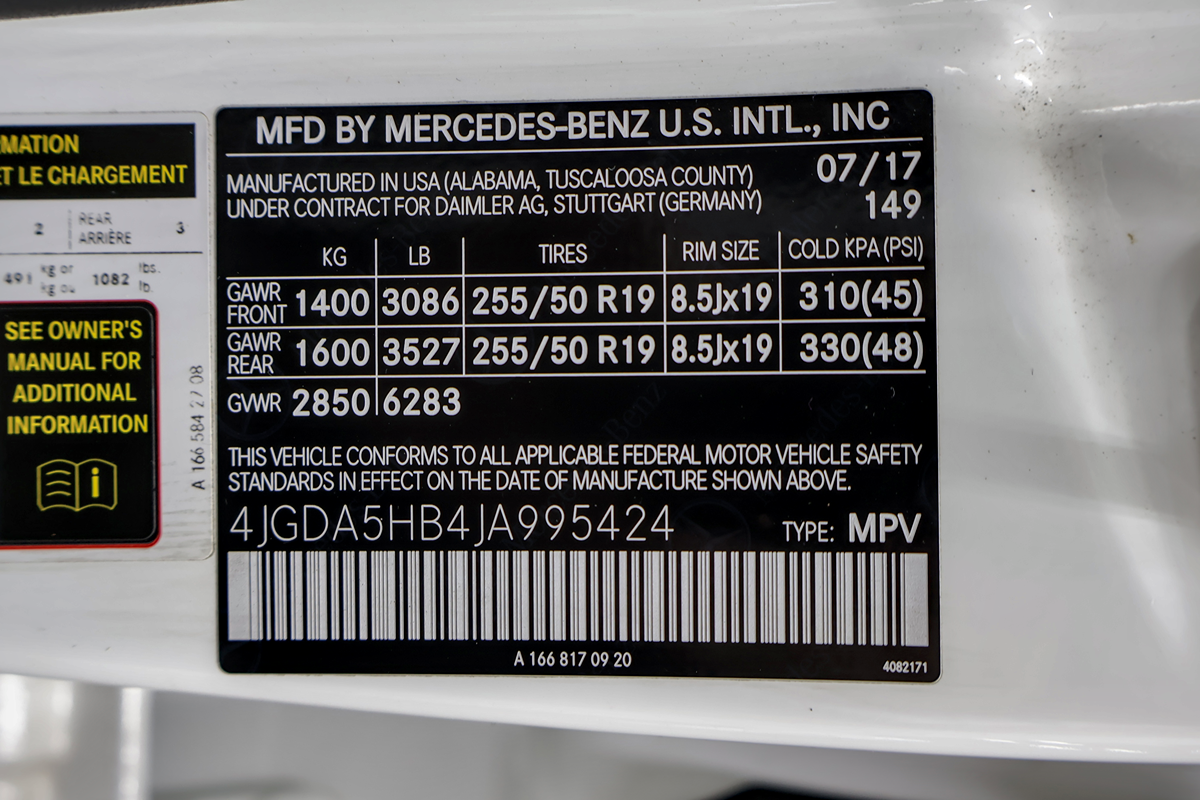 MATION
ET LE CHARGEMENT
2 REAR ARRIÈRE 3
491 kg or kg ou 1082 lbs. lb.
SEE OWNER'S
MANUAL FOR
ADDITIONAL
INFORMATION
i
A 166 584 27 08
MFD BY MERCEDES-BENZ U.S. INTL., INC
07/17
MANUFACTURED IN USA (ALABAMA, TUSCALOOSA COUNTY)
UNDER CONTRACT FOR DAIMLER AG, STUTTGART (GERMANY)
149
KG LB TIRES RIM SIZE COLD KPA (PSI)
GAWR FRONT 1400 3086 255/50 R19 8.5Jx19 310(45)
GAWR REAR 1600 3527 255/50 R19 8.5Jx19 330(48)
GVWR 2850 6283
THIS VEHICLE CONFORMS TO ALL APPLICABLE FEDERAL MOTOR VEHICLE SAFETY
STANDARDS IN EFFECT ON THE DATE OF MANUFACTURE SHOWN ABOVE.
4JGDA5HB4JA995424 TYPE: MPV
A 166 817 09 20
4082171